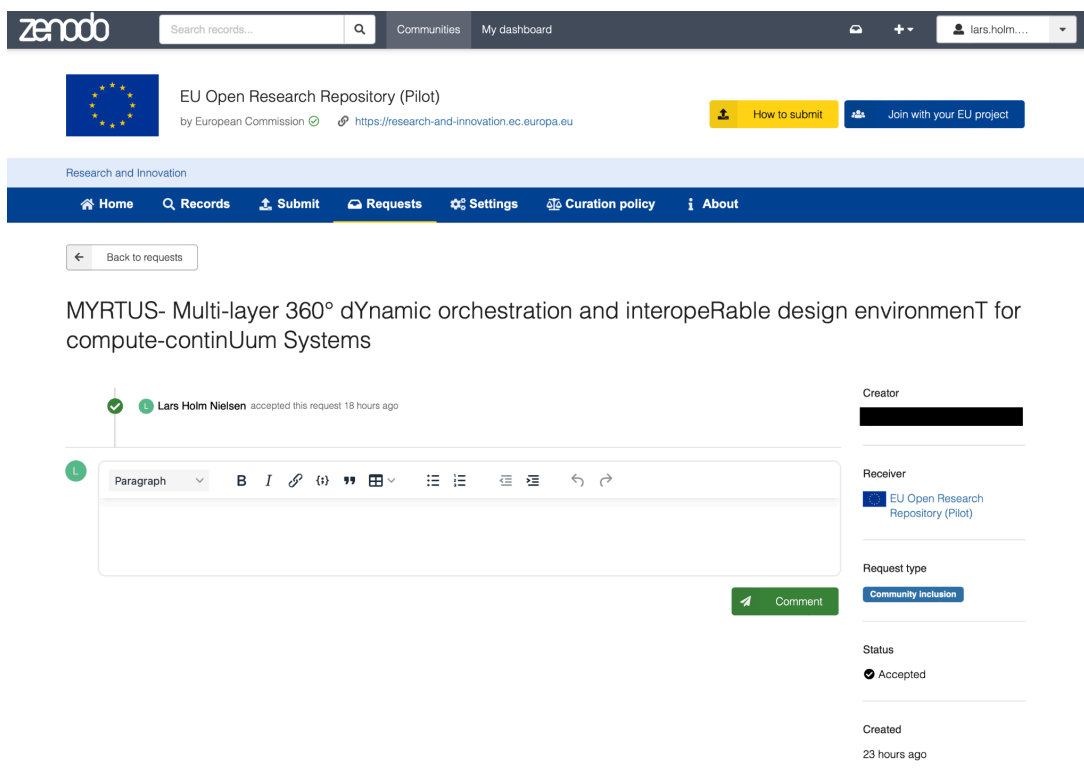 zenodo
Search records...
Communities
My dashboard
lars.holm....
EU Open Research Repository (Pilot)
by European Commission
https://research-and-innovation.ec.europa.eu
How to submit
Join with your EU project
Research and Innovation
Home
Records
Submit
Requests
Settings
Curation policy
About
Back to requests
MYRTUS- Multi-layer 360° dYnamic orchestration and interopeRable design environmenT for
compute-continUum Systems
L
Lars Holm Nielsen accepted this request 18 hours ago
Creator
L
Paragraph
B I
Receiver
EU Open Research
Repository (Pilot)
Comment
Request type
Community inclusion
Status
Accepted
Created
23 hours ago